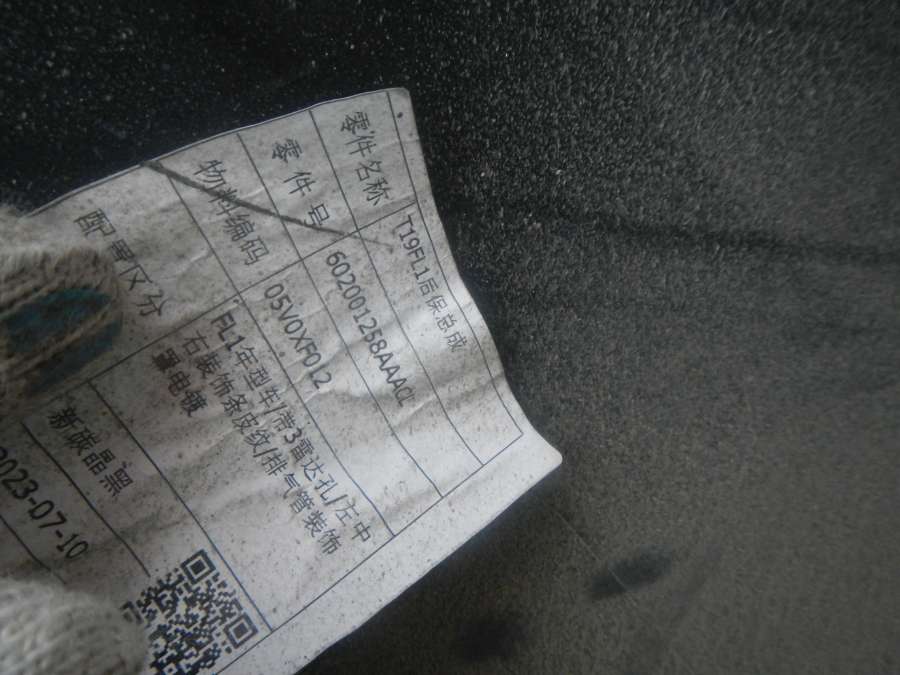 零件名称 T19FL1后保总成
零件号 602001258AAACL
物料编码 05V0XF012
配置区分 FL1年型车/带3雷达孔/左中
右装饰条皮纹/排气管装饰
罩电镀
新碳晶黑
2023-07-10